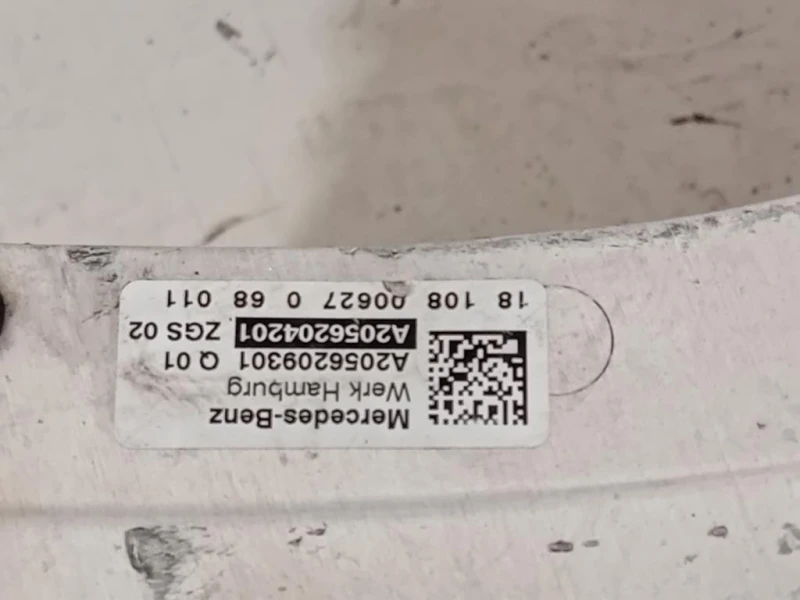 Mercedes-Benz
Werk Hamburg
A2056209301 Q 01
A2056204201 ZGS 02
18 108 00627 0 68 011